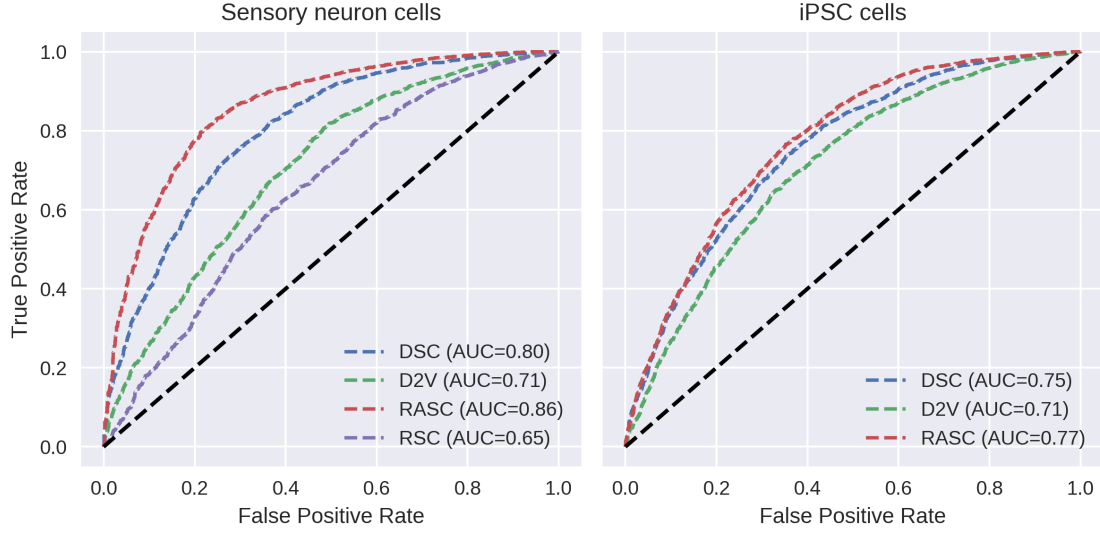 Sensory neuron cells
1.0
0.8
0.6
0.4
0.2
0.0
True Positive Rate
DSC (AUC=0.80)
D2V (AUC=0.71)
RASC (AUC=0.86)
RSC (AUC=0.65)
0.0 0.2 0.4 0.6 0.8 1.0
False Positive Rate
iPSC cells
DSC (AUC=0.75)
D2V (AUC=0.71)
RASC (AUC=0.77)
0.0 0.2 0.4 0.6 0.8 1.0
False Positive Rate